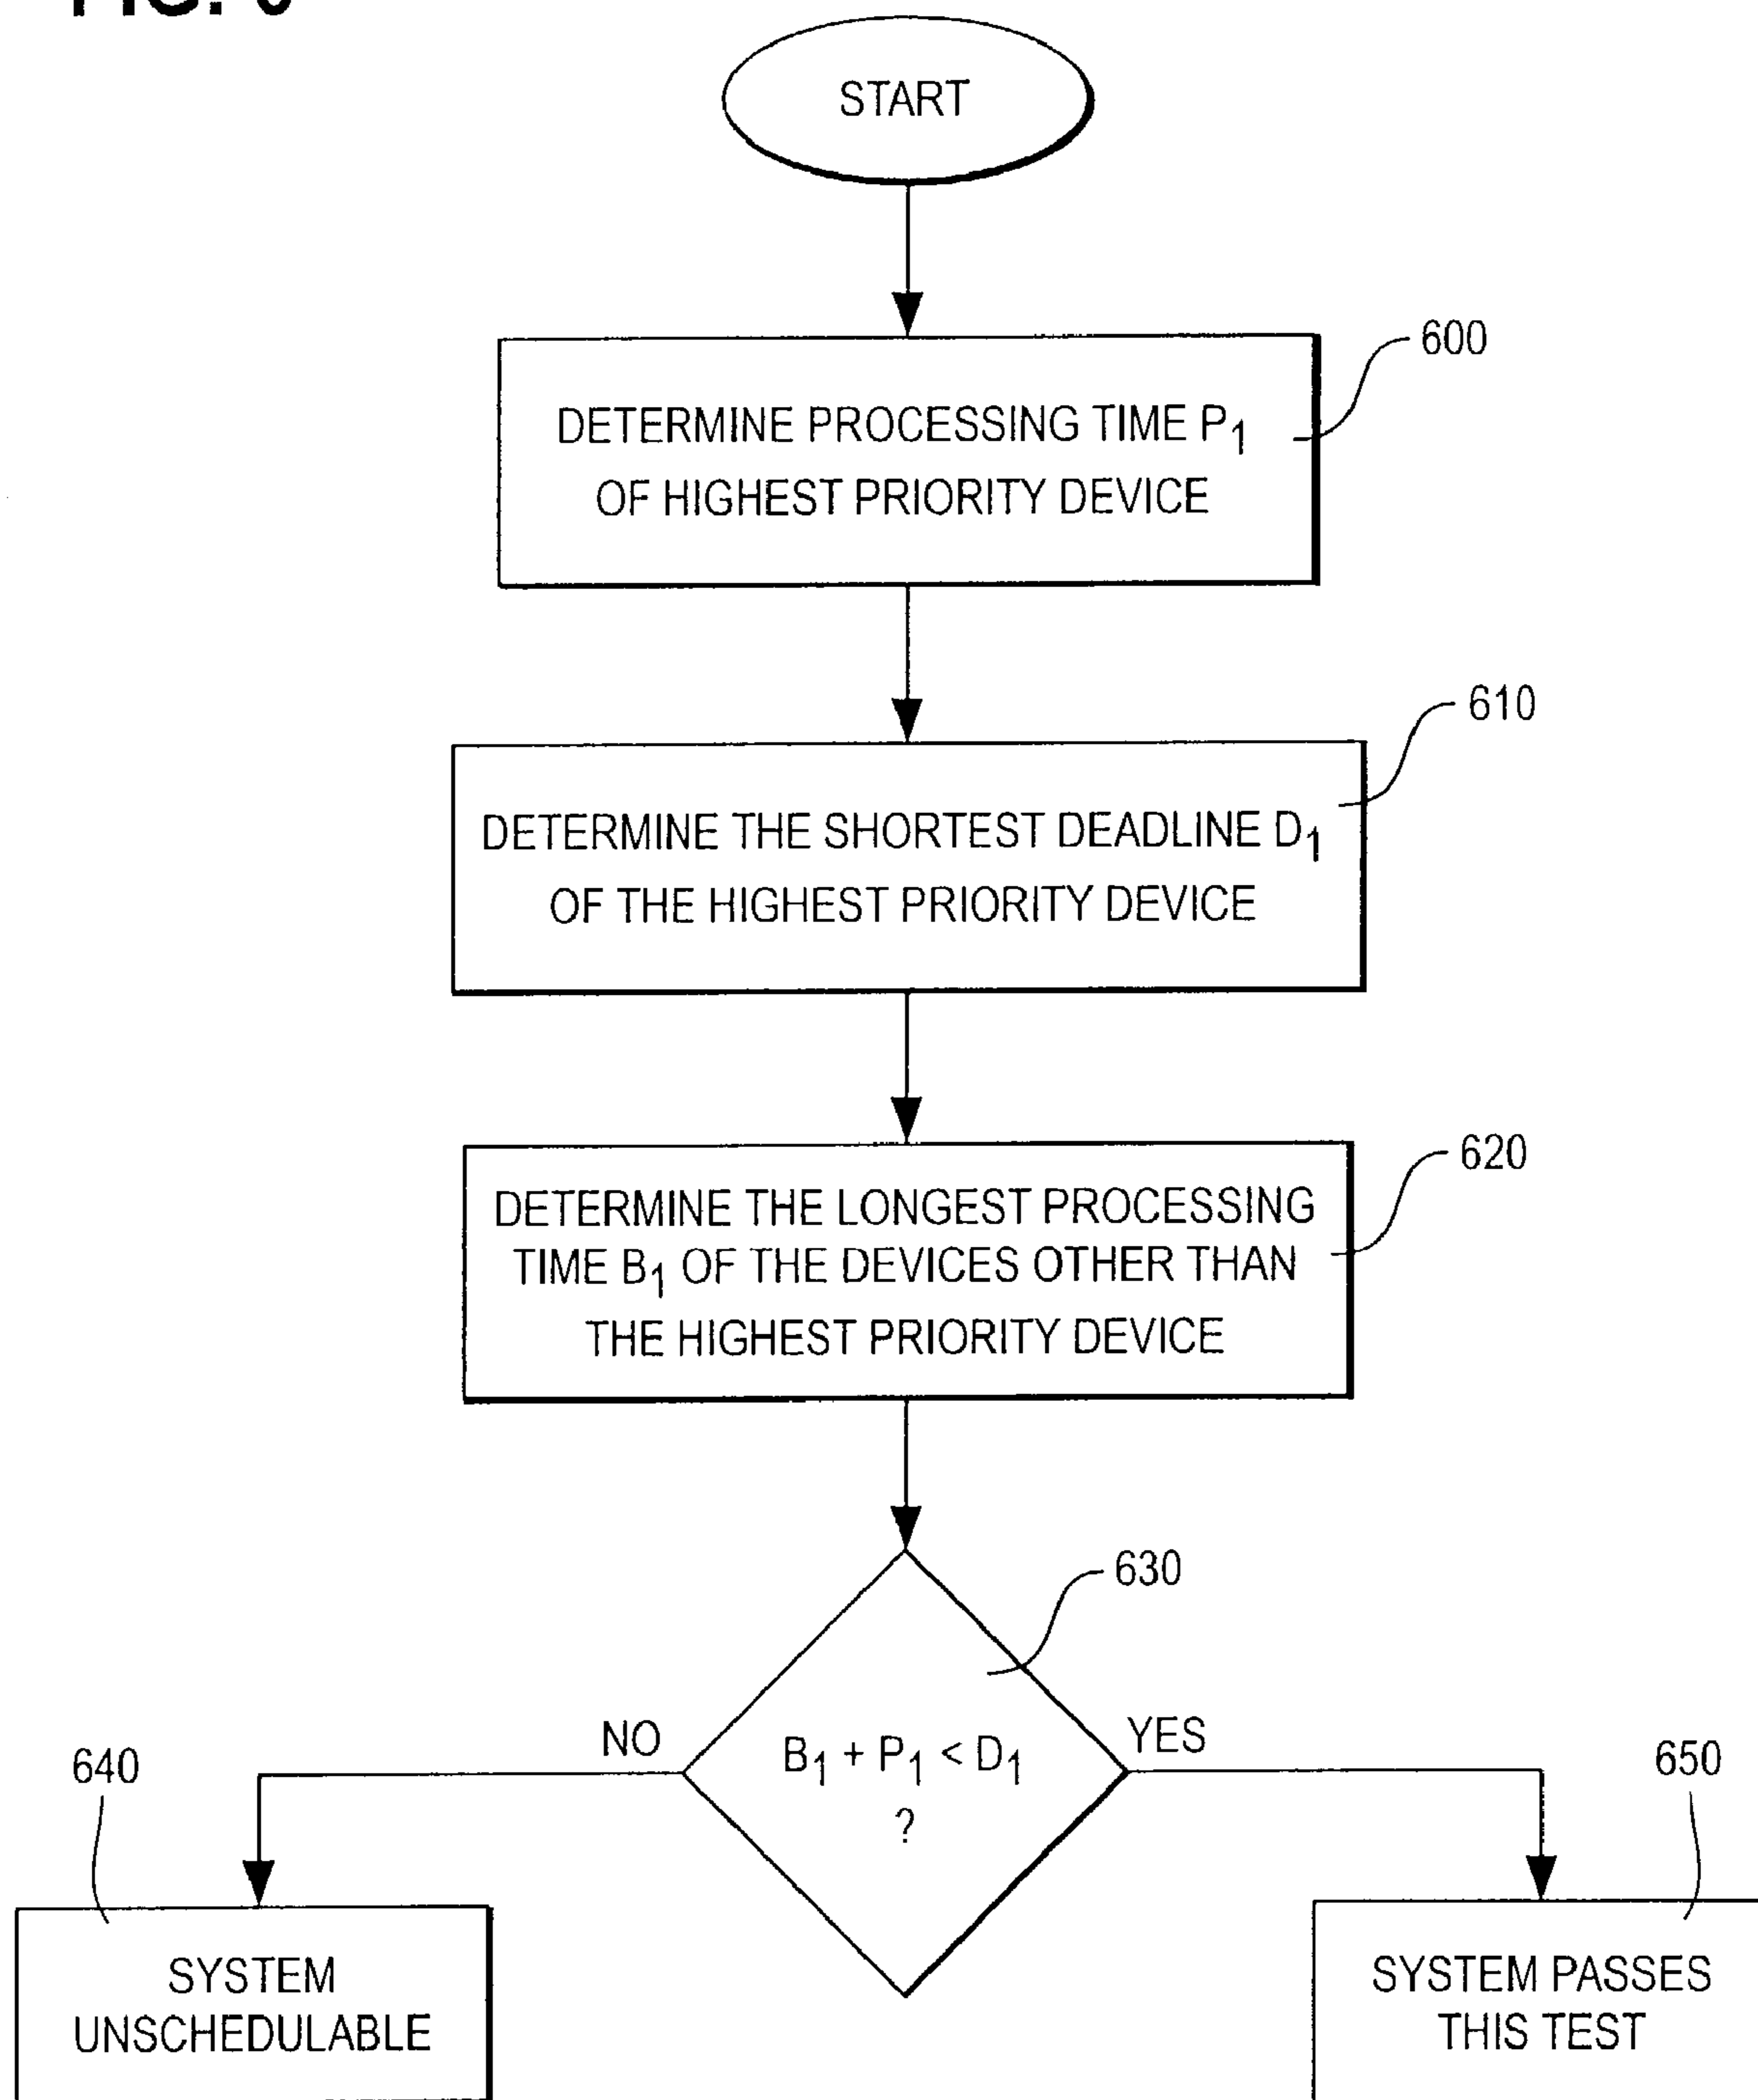 START
600
DETERMINE PROCESSING TIME P1
OF HIGHEST PRIORITY DEVICE
610
DETERMINE THE SHORTEST DEADLINE D1
OF THE HIGHEST PRIORITY DEVICE
620
DETERMINE THE LONGEST PROCESSING
TIME B1 OF THE DEVICES OTHER THAN
THE HIGHEST PRIORITY DEVICE
630
NO
B1 + P1 < D1
?
YES
640
650
SYSTEM
UNSCHEDULABLE
SYSTEM PASSES
THIS TEST